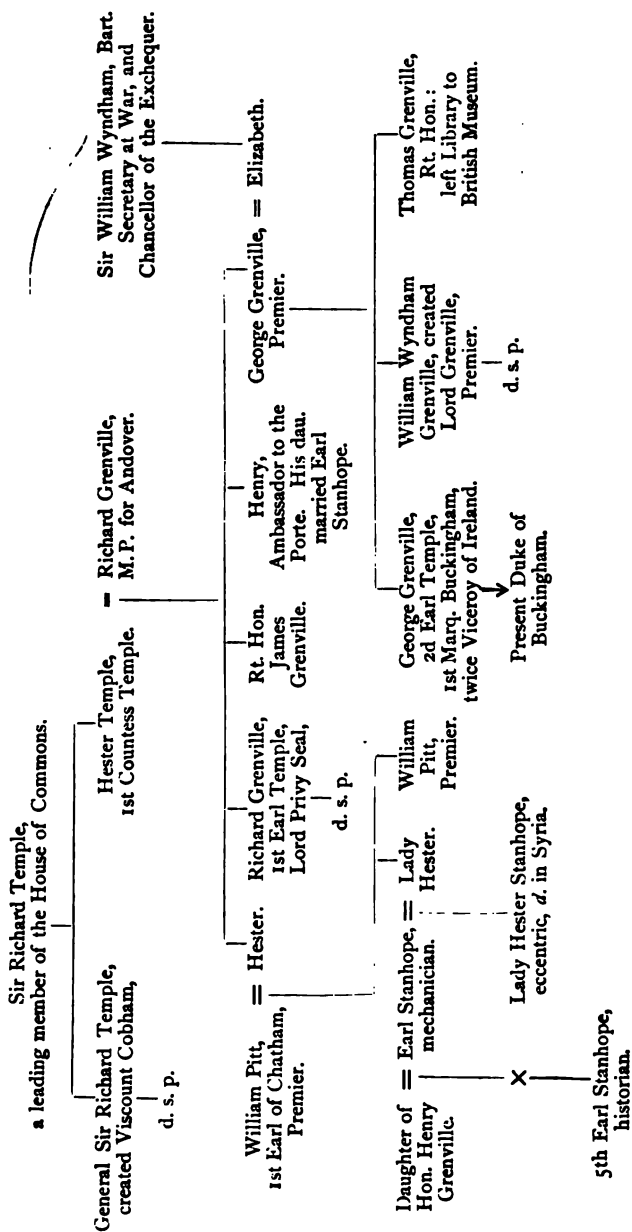 Sir Richard Temple,
a leading member of the House of Commons.
General Sir Richard Temple,
created Viscount Cobham,
d. s. p.
Hester Temple,
1st Countess Temple.
= Richard Grenville,
M.P. for Andover.
Sir William Wyndham, Bart.
Secretary at War, and
Chancellor of the Exchequer.
William Pitt,
1st Earl of Chatham,
Premier.
= Hester.
Richard Grenville,
1st Earl Temple,
Lord Privy Seal,
d. s. p.
Rt. Hon.
James
Grenville.
Henry,
Ambassador to the
Porte. His dau.
married Earl
Stanhope.
George Grenville,
Premier.
= Elizabeth.
Daughter of
Hon. Henry
Grenville.
= Earl Stanhope,
mechanician.
= Lady
Hester.
William
Pitt,
Premier.
George Grenville,
2d Earl Temple,
1st Marq. Buckingham,
twice Viceroy of Ireland.
William Wyndham
Grenville, created
Lord Grenville,
Premier.
d. s. p.
Thomas Grenville,
Rt. Hon.:
left Library to
British Museum.
×
Lady Hester Stanhope,
eccentric, d. in Syria.
Present Duke of
Buckingham.
5th Earl Stanhope,
historian.